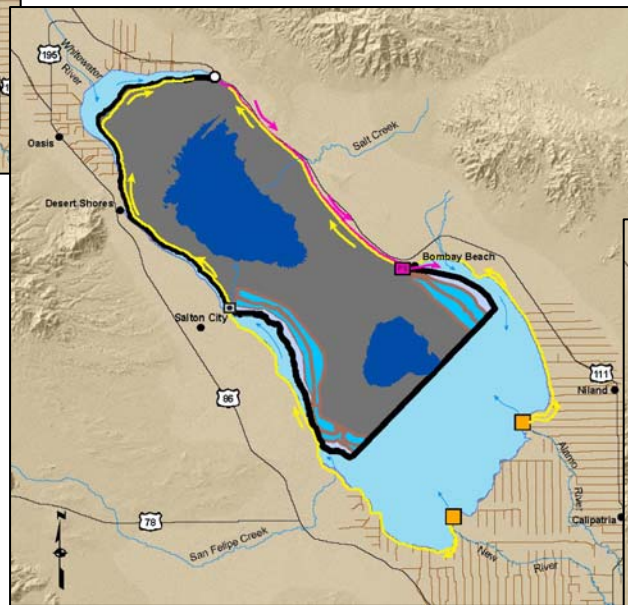 195
Whitewater
River
Oasis
Salt Creek
Desert Shores
Bombay Beach
Salton City
86
111
Niland
Alamo
River
Calipatria
78
San Felipe Creek
New
River
N